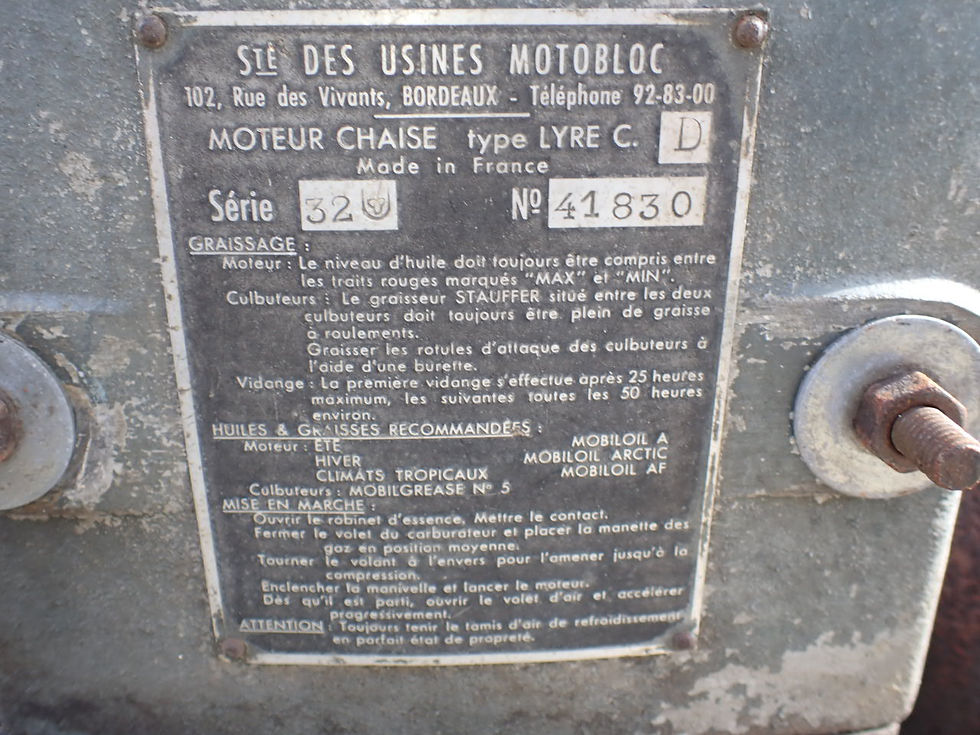 STÉ DES USINES MOTOBLOC
102, Rue des Vivants, BORDEAUX - Téléphone 92-83-00
MOTEUR CHAISE type LYRE C. D
Made in France
Série 32 Nº 41830
GRAISSAGE :
Moteur : Le niveau d'huile doit toujours être compris entre
les traits rouges marqués "MAX" et "MIN".
Culbuteurs : Le graisseur STAUFFER situé entre les deux
culbuteurs doit toujours être plein de graisse
à roulements.
Graisser les rotules d'attaque des culbuteurs à
l'aide d'une burette.
Vidange : La première vidange s'effectue après 25 heures
maximum, les suivantes toutes les 50 heures
environ.
HUILES & GRAISSES RECOMMANDÉES :
Moteur : ÉTÉ MOBILOIL A
HIVER MOBILOIL ARCTIC
CLIMATS TROPICAUX MOBILOIL AF
Culbuteurs : MOBILGREASE Nº 5
MISE EN MARCHE :
Ouvrir le robinet d'essence, Mettre le contact.
Fermer le volet du carburateur et placer la manette des
gaz en position moyenne.
Tourner le volant à l'envers pour l'amener jusqu'à la
compression.
Enclencher la manivelle et lancer le moteur.
Dès qu'il est parti, ouvrir le volet d'air et accélérer
progressivement.
ATTENTION : Toujours tenir le tamis d'air de refroidissement
en parfait état de propreté.